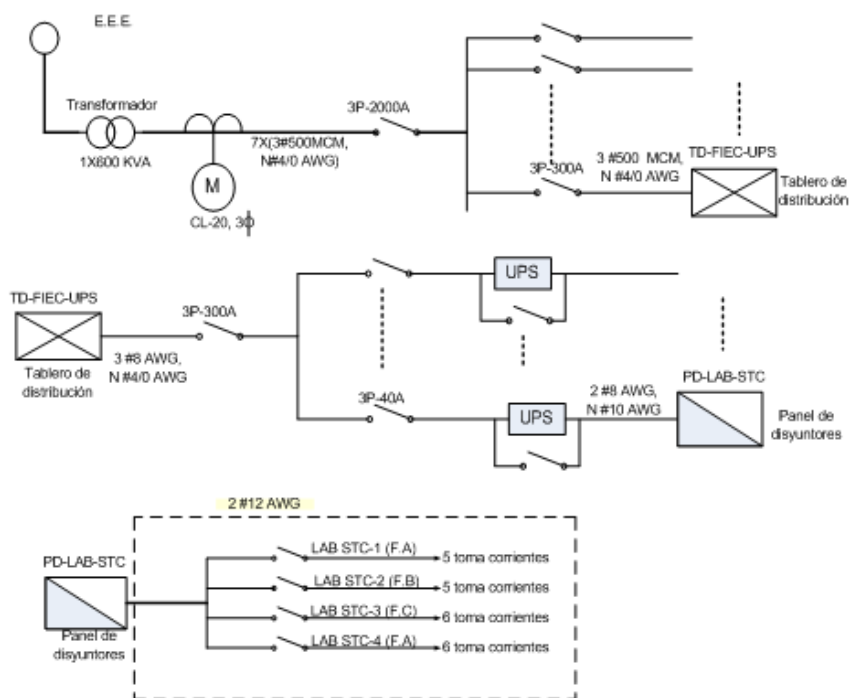 E.E.E.
Transformador
1X600 KVA
M
CL-20, 3Φ
7X(3#500MCM,
N#4/0 AWG)
3P-2000A
3P-300A
3 #500 MCM,
N #4/0 AWG
TD-FIEC-UPS
Tablero de
distribución
TD-FIEC-UPS
Tablero de
distribución
3 #8 AWG,
N #4/0 AWG
3P-300A
UPS
3P-40A
UPS
2 #8 AWG,
N #10 AWG
PD-LAB-STC
Panel de
disyuntores
2 #12 AWG
PD-LAB-STC
Panel de
disyuntores
LAB STC-1 (F.A) 5 toma corrientes
LAB STC-2 (F.B) 5 toma corrientes
LAB STC-3 (F.C) 6 toma corrientes
LAB STC-4 (F.A) 6 toma corrientes